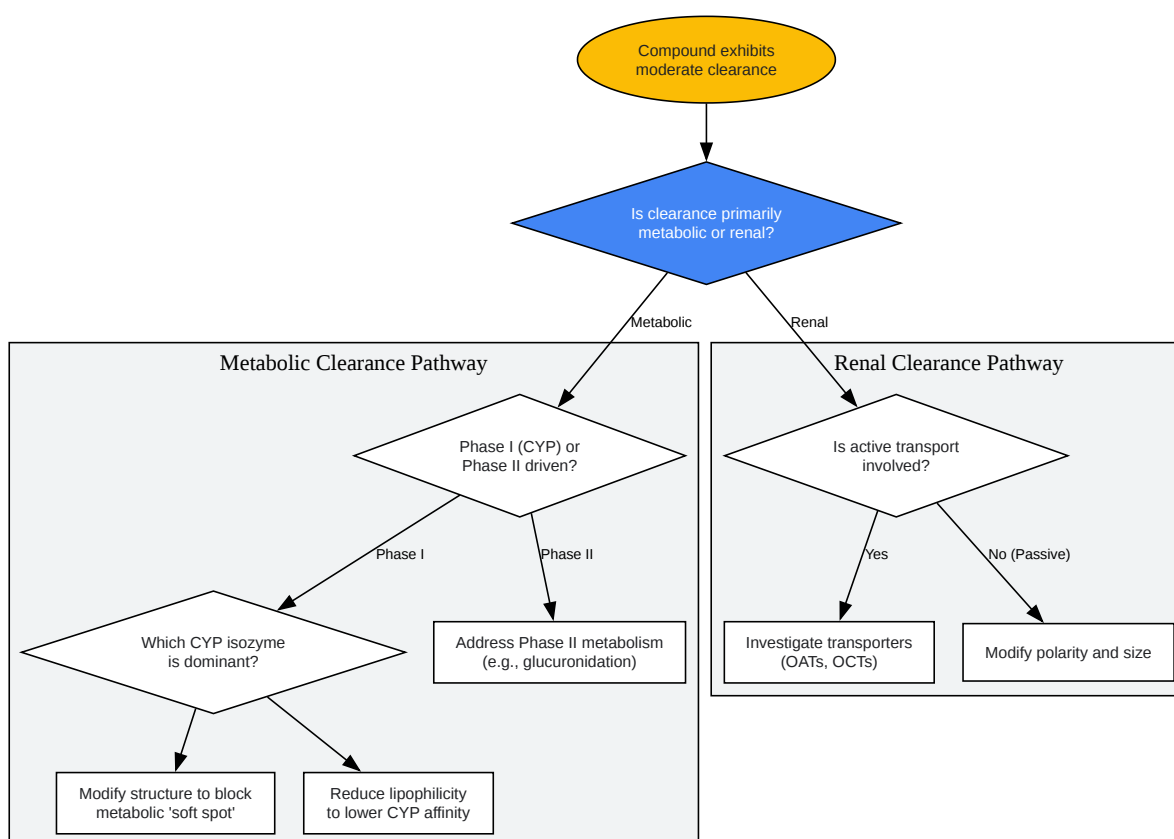 Compound exhibits
moderate clearance
Is clearance primarily
metabolic or renal?
Metabolic
Renal
Metabolic Clearance Pathway
Renal Clearance Pathway
Phase I (CYP) or
Phase II driven?
Is active transport
involved?
Phase I
Phase II
Yes
No (Passive)
Which CYP isozyme
is dominant?
Address Phase II metabolism
(e.g., glucuronidation)
Investigate transporters
(OATs, OCTs)
Modify polarity and size
Modify structure to block
metabolic 'soft spot'
Reduce lipophilicity
to lower CYP affinity